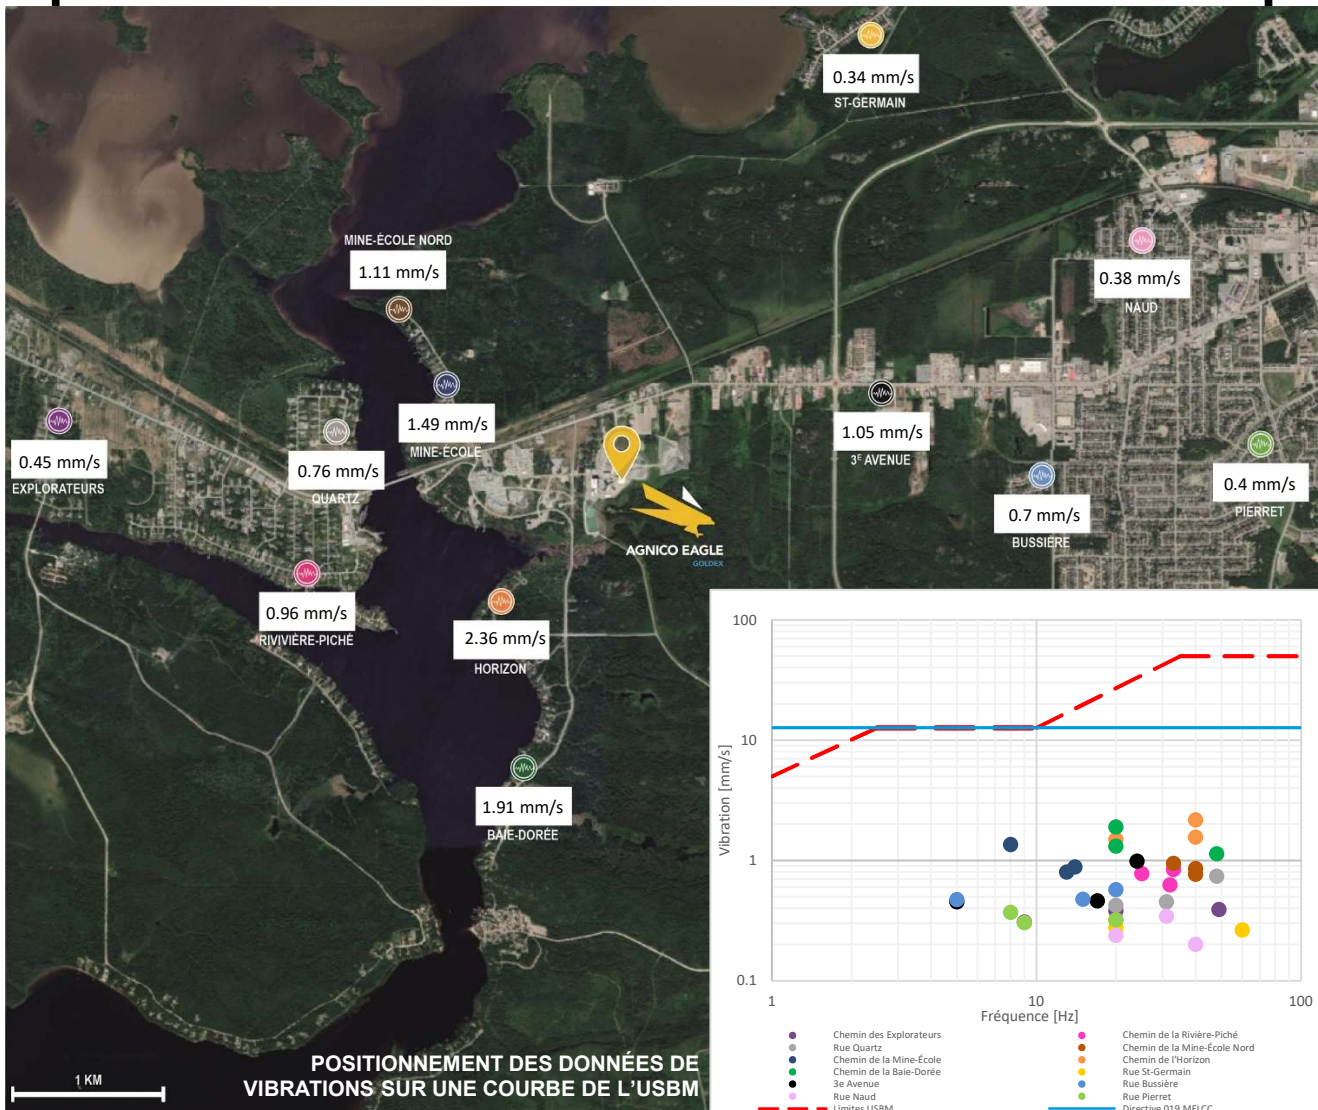 0.34 mm/s
ST-GERMAIN
MINE-ÉCOLE NORD
1.11 mm/s
0.38 mm/s
NAUD
1.49 mm/s
MINE-ÉCOLE
0.45 mm/s
EXPLORATEURS
0.76 mm/s
QUARTZ
1.05 mm/s
3E AVENUE
0.7 mm/s
BUSSIÈRE
0.4 mm/s
PIERRET
AGNICO EAGLE
GOLDEX
0.96 mm/s
RIVIVIÈRE-PICHÉ
2.36 mm/s
HORIZON
1.91 mm/s
BAIE-DORÉE
100
10
1
0.1
Vibration [mm/s]
1 10 100
Fréquence [Hz]
Chemin des Explorateurs Chemin de la Rivière-Piché
Rue Quartz Chemin de la Mine-École Nord
Chemin de la Mine-École Chemin de l'Horizon
Chemin de la Baie-Dorée Rue St-Germain
3e Avenue Rue Bussière
Rue Naud Rue Pierret
Limites USBM Directive 019 MELCC
POSITIONNEMENT DES DONNÉES DE
VIBRATIONS SUR UNE COURBE DE L'USBM
1 KM